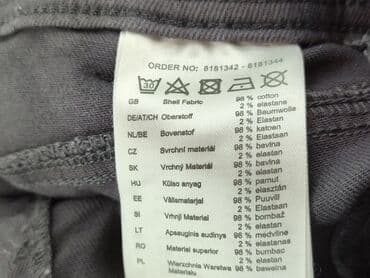 ORDER NO: 8181342 - 8181344
30
GB Shell Fabric 98 % cotton
2 % elastane
DE/AT/CH Oberstoff 98 % Baumwolle
2 % Elastan
NL/BE Bovenstof 98 % katoen
2 % Elastaan
CZ Svrchní materiál 98 % bavlna
2 % elastan
SK Vrchný materiál 98 % bavlna
2 % elastan
HU Külső anyag 98 % pamut
2 % elasztán
EE Välismaterjal 98 % Puuvill
2 % Elastaan
SI Vrhnji Material 98 % bombaž
2 % elastan
LT Apsauginis audinys 98 % medvilnė
2 % elastanas
RO Material superior 98 % bumbac
2 % elastan
PL Wierzchnia Warstwa 98 % bawełna
Materiału